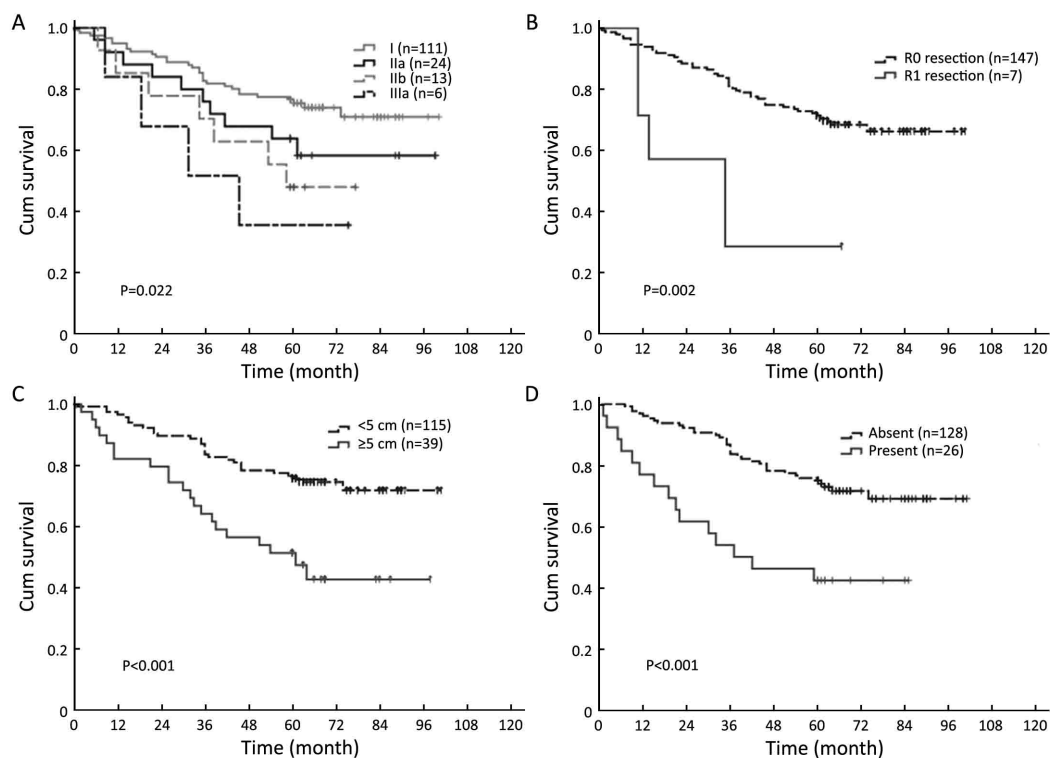 A
I (n=111)
IIa (n=24)
IIb (n=13)
IIIa (n=6)
1.0
0.8
0.6
0.4
0.2
0
Cum survival
P=0.022
0 12 24 36 48 60 72 84 96 108 120
Time (month)
B
R0 resection (n=147)
R1 resection (n=7)
1.0
0.8
0.6
0.4
0.2
0
Cum survival
P=0.002
0 12 24 36 48 60 72 84 96 108 120
Time (month)
C
<5 cm (n=115)
≥5 cm (n=39)
1.0
0.8
0.6
0.4
0.2
0
Cum survival
P<0.001
0 12 24 36 48 60 72 84 96 108 120
Time (month)
D
Absent (n=128)
Present (n=26)
1.0
0.8
0.6
0.4
0.2
0
Cum survival
P<0.001
0 12 24 36 48 60 72 84 96 108 120
Time (month)